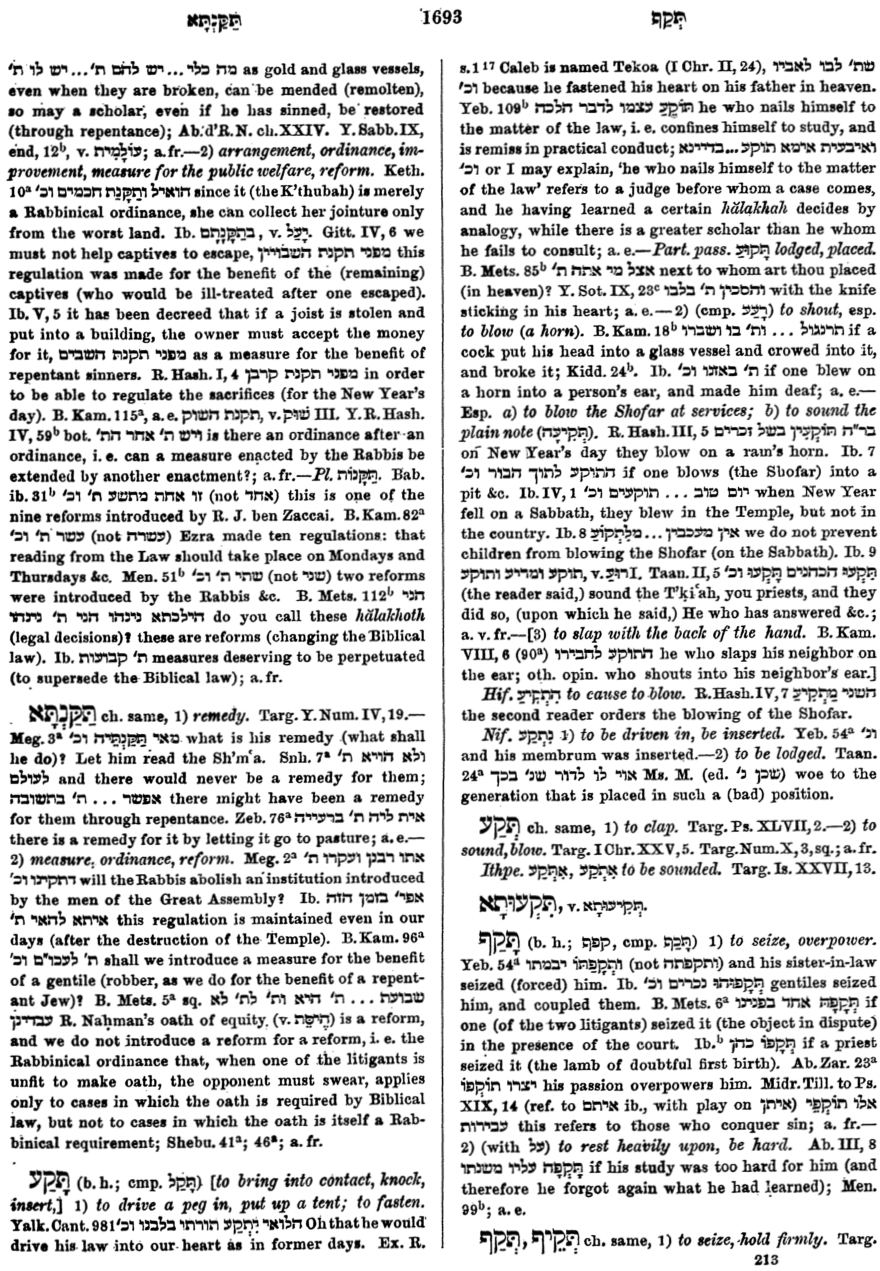 תַּקַּנְתָּא 1693 תְּקַף
מה כלי ... יש להם ת'... יש לו ת' as gold and glass vessels,
even when they are broken, can be mended (remolten),
so may a scholar, even if he has sinned, be restored
(through repentance); Ab. d'R. N. ch. XXIV. Y. Sabb. IX,
end, 12ᵇ, v. עוֹלָמִית; a. fr.—2) arrangement, ordinance, im-
provement, measure for the public welfare, reform. Keth.
10ᵃ הואיל ותַקָּנַת חכמים וכ' since it (the K'thubah) is merely
a Rabbinical ordinance, she can collect her jointure only
from the worst land. Ib. בתַקָּנָתָם, v. יָעַל. Gitt. IV, 6 we
must not help captives to escape, מפני תקנת השבויין this
regulation was made for the benefit of the (remaining)
captives (who would be ill-treated after one escaped).
Ib. V, 5 it has been decreed that if a joist is stolen and
put into a building, the owner must accept the money
for it, מפני תקנת השבים as a measure for the benefit of
repentant sinners. R. Hash. I, 4 מפני תקנת קרבן in order
to be able to regulate the sacrifices (for the New Year's
day). B. Kam. 115ᵃ, a. e. תקנת השוק, v. שׁוּק III. Y. R. Hash.
IV, 59ᵇ bot. ויש ת' אחר הת' is there an ordinance after an
ordinance, i. e. can a measure enacted by the Rabbis be
extended by another enactment?; a. fr.—Pl. תַּקָּנוֹת. Bab.
ib. 31ᵇ זו אחת מתשע ת' וכ' (not אחד) this is one of the
nine reforms introduced by R. J. ben Zaccai. B. Kam. 82ᵃ
עשר ת' וכ' (not עשרת) Ezra made ten regulations: that
reading from the Law should take place on Mondays and
Thursdays &c. Men. 51ᵇ שתי ת' וכ' (not שני) two reforms
were introduced by the Rabbis &c. B. Mets. 112ᵇ הני
הילכתא נינהו הני ת' נינהו do you call these hălakhoth
(legal decisions)? these are reforms (changing the Biblical
law). Ib. ת' קבועות measures deserving to be perpetuated
(to supersede the Biblical law); a. fr.
תַּקַּנְתָּא ch. same, 1) remedy. Targ. Y. Num. IV, 19.—
Meg. 3ᵃ מאי תַּקַּנְתֵּיה וכ' what is his remedy (what shall
he do)? Let him read the Sh'm‘a. Snh. 7ᵃ ולא הויא ת'
לעולם and there would never be a remedy for them;
אפשר ... ת' בתשובה there might have been a remedy
for them through repentance. Zeb. 76ᵃ אית ליה ת' ברעייה
there is a remedy for it by letting it go to pasture; a. e.—
2) measure, ordinance, reform. Meg. 2ᵃ אתו רבנן ועקרו ת'
דתקינו וכ' will the Rabbis abolish an institution introduced
by the men of the Great Assembly? Ib. אפי' בזמן הזה
איתא להאי ת' this regulation is maintained even in our
days (after the destruction of the Temple). B. Kam. 96ᵃ
ת' לעכו"ם וכ' shall we introduce a measure for the benefit
of a gentile (robber, as we do for the benefit of a repent-
ant Jew)? B. Mets. 5ᵃ sq. שבועת ... ת' היא ות' לת' לא
עבדינן R. Naḥman's oath of equity (v. הֶיסֵּת) is a reform,
and we do not introduce a reform for a reform, i. e. the
Rabbinical ordinance that, when one of the litigants is
unfit to make oath, the opponent must swear, applies
only to cases in which the oath is required by Biblical
law, but not to cases in which the oath is itself a Rab-
binical requirement; Shebu. 41ᵃ; 46ᵃ; a. fr.
תָּקַע (b. h.; cmp. תָּקַל) [to bring into contact, knock,
insert,] 1) to drive a peg in, put up a tent; to fasten.
Yalk. Cant. 981 הלואי יִתְקַע תורתו בלבנו וכ' Oh that he would
drive his law into our heart as in former days. Ex. R.
s. 1¹⁷ Caleb is named Tekoa (I Chr. II, 24), שת' לבו לאביו
וכ' because he fastened his heart on his father in heaven.
Yeb. 109ᵇ תּוֹקֵעַ עצמו לדבר הלכה he who nails himself to
the matter of the law, i. e. confines himself to study, and
is remiss in practical conduct; ואיבעית אימא תוקע ... בדיינא
וכ' or I may explain, 'he who nails himself to the matter
of the law' refers to a judge before whom a case comes,
and he having learned a certain hălakhah decides by
analogy, while there is a greater scholar than he whom
he fails to consult; a. e.—Part. pass. תָּקוּעַ lodged, placed.
B. Mets. 85ᵇ אצל מי אתה ת' next to whom art thou placed
(in heaven)? Y. Sot. IX, 23ᶜ והסכין ת' בלבו with the knife
sticking in his heart; a. e.—2) (cmp. רָצַע) to shout, esp.
to blow (a horn). B. Kam. 18ᵇ תרנגול ... ות' בו ושברו if a
cock put his head into a glass vessel and crowed into it,
and broke it; Kidd. 24ᵇ. Ib. ת' באזנו וכ' if one blew on
a horn into a person's ear, and made him deaf; a. e.—
Esp. a) to blow the Shofar at services; b) to sound the
plain note (תְּקִיעָה). R. Hash. III, 5 בר"ה תּוֹקְעִין בשל זכרים
on New Year's day they blow on a ram's horn. Ib. 7
התוקע לתוך הבור וכ' if one blows (the Shofar) into a
pit &c. Ib. IV, 1 יום טוב ... תוקעים וכ' when New Year
fell on a Sabbath, they blew in the Temple, but not in
the country. Ib. 8 אין מעכבין ... מִלִּתְקוֹעַ we do not prevent
children from blowing the Shofar (on the Sabbath). Ib. 9
תוקע ומריע ותוקע, v. רוּעַ I. Taan. II, 5 תִּקְעוּ הכהנים תָּקְעוּ וכ'
(the reader said,) sound the T'ḳi‘ah, you priests, and they
did so, (upon which he said,) He who has answered &c.;
a. v. fr.—[3) to slap with the back of the hand. B. Kam.
VIII, 6 (90ᵃ) התוקע לחבירו he who slaps his neighbor on
the ear; oth. opin. who shouts into his neighbor's ear.]
Hif. הִתְקִיעַ to cause to blow. R. Hash. IV, 7 השני מַתְקִיעַ
the second reader orders the blowing of the Shofar.
Nif. נִתְקַע 1) to be driven in, be inserted. Yeb. 54ᵃ ונ' וכ'
and his membrum was inserted.—2) to be lodged. Taan.
24ᵃ אוי לו לדור שנ' בכך Ms. M. (ed. שכן נ') woe to the
generation that is placed in such a (bad) position.
תְּקַע ch. same, 1) to clap. Targ. Ps. XLVII, 2.—2) to
sound, blow. Targ. I Chr. XXV, 5. Targ. Num. X, 3, sq.; a. fr.
Ithpe. אִתְקַע, אִתְּקַע to be sounded. Targ. Is. XXVII, 13.
תְּקִעוּתָא, v. תְּקִיעוּתָא.
תָּקַף (b. h.; קפף, cmp. תָּכַף) 1) to seize, overpower.
Yeb. 54ᵃ וּתְקָפַתּוּ יבמתו (not ותקפתה) and his sister-in-law
seized (forced) him. Ib. תְּקָפוּהוּ נכרים וכ' gentiles seized
him, and coupled them. B. Mets. 6ᵃ תְּקָפָהּ אחד בפנינו if
one (of the two litigants) seized it (the object in dispute)
in the presence of the court. Ib.ᵇ תְּקָפוֹ כהן if a priest
seized it (the lamb of doubtful first birth). Ab. Zar. 23ᵃ
יצרו תּוֹקְפוֹ his passion overpowers him. Midr. Till. to Ps.
XIX, 14 (ref. to איתם ib., with play on איתן) אלו תּוֹקְפֵי
עבירות this refers to those who conquer sin; a. fr.—
2) (with על) to rest heavily upon, be hard. Ab. III, 8
תָּקְפָה עליו משנתו if his study was too hard for him (and
therefore he forgot again what he had learned); Men.
99ᵇ; a. e.
תְּקֵיף, תְּקַף ch. same, 1) to seize, hold firmly. Targ.
213